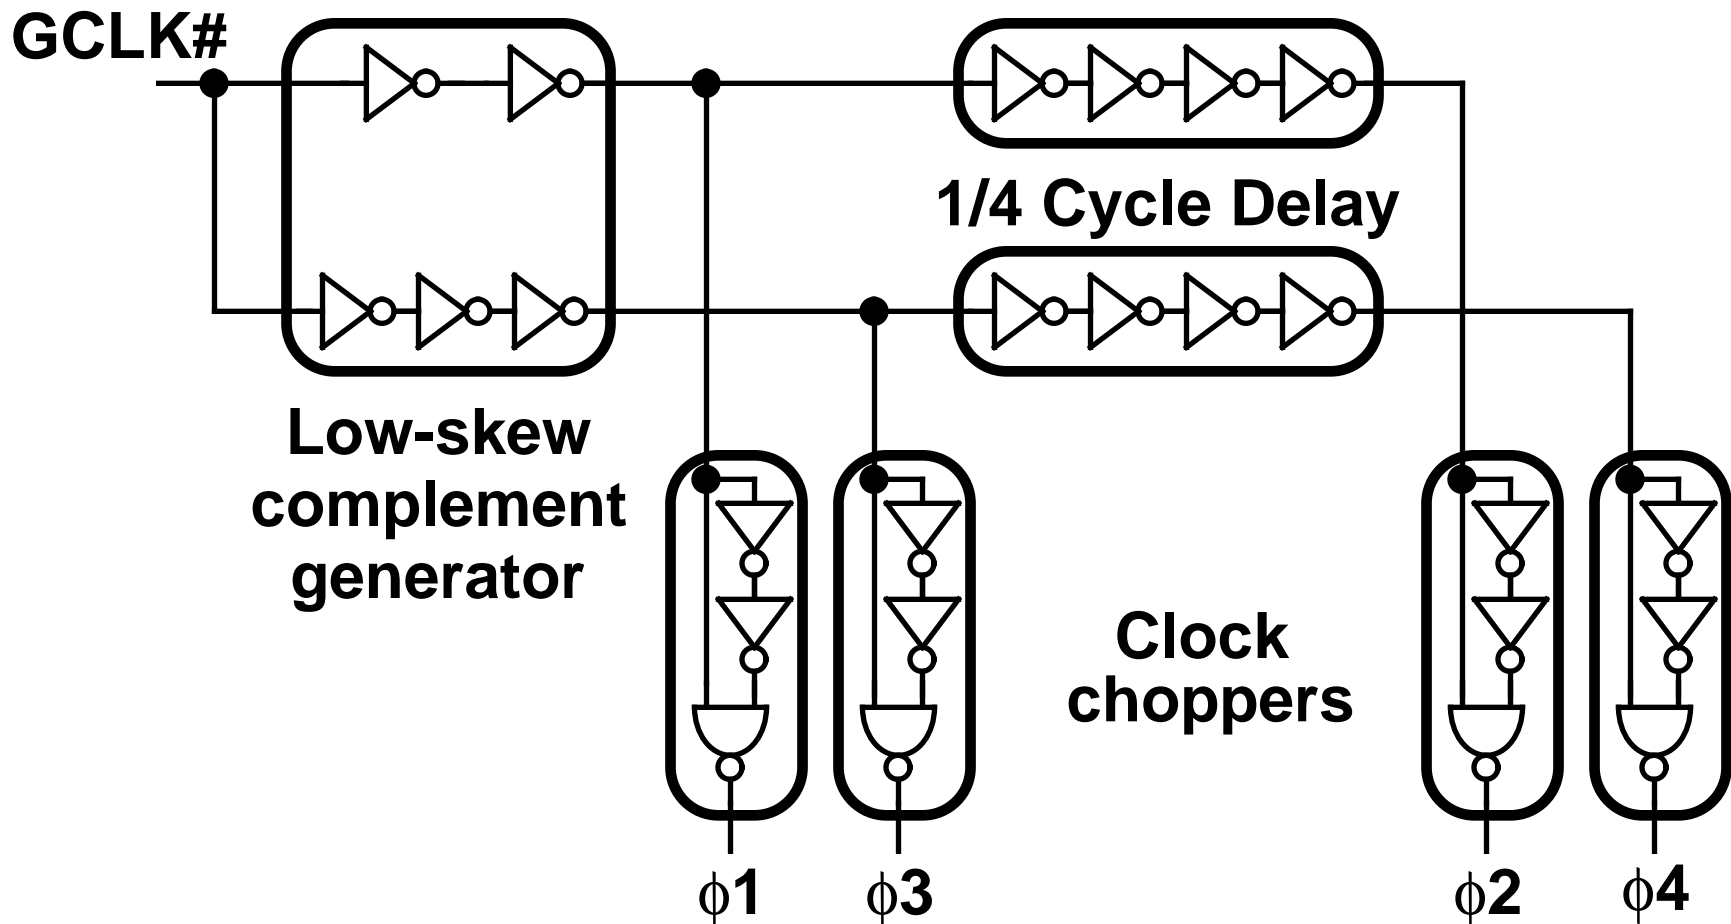 GCLK#
1/4 Cycle Delay
Low-skew
complement
generator
Clock
choppers
ϕ1
ϕ3
ϕ2
ϕ4